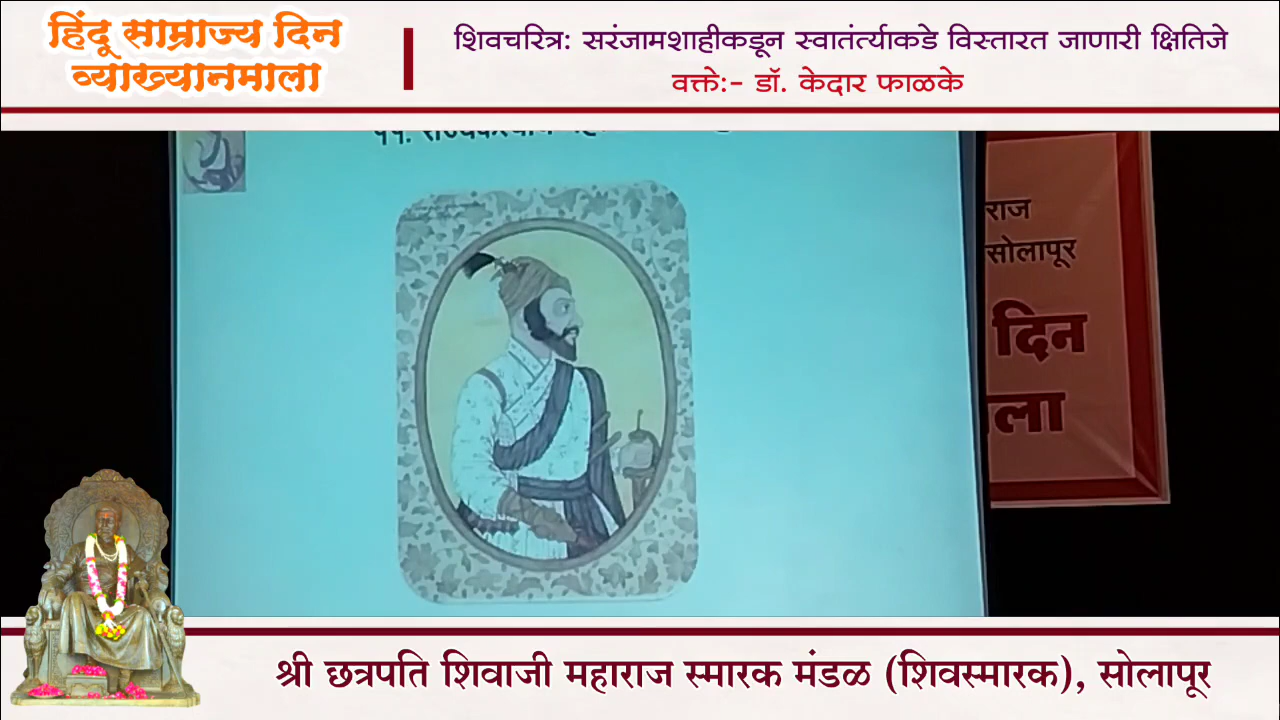 हिंदू साम्राज्य दिन
व्याख्यानमाला
शिवचरित्र: सरंजामशाहीकडून स्वातंत्र्याकडे विस्तारत जाणारी क्षितिजे
वक्ते:- डॉ. केदार फाळके
राज
सोलापूर
दिन
ला
श्री छत्रपति शिवाजी महाराज स्मारक मंडळ (शिवस्मारक), सोलापूर